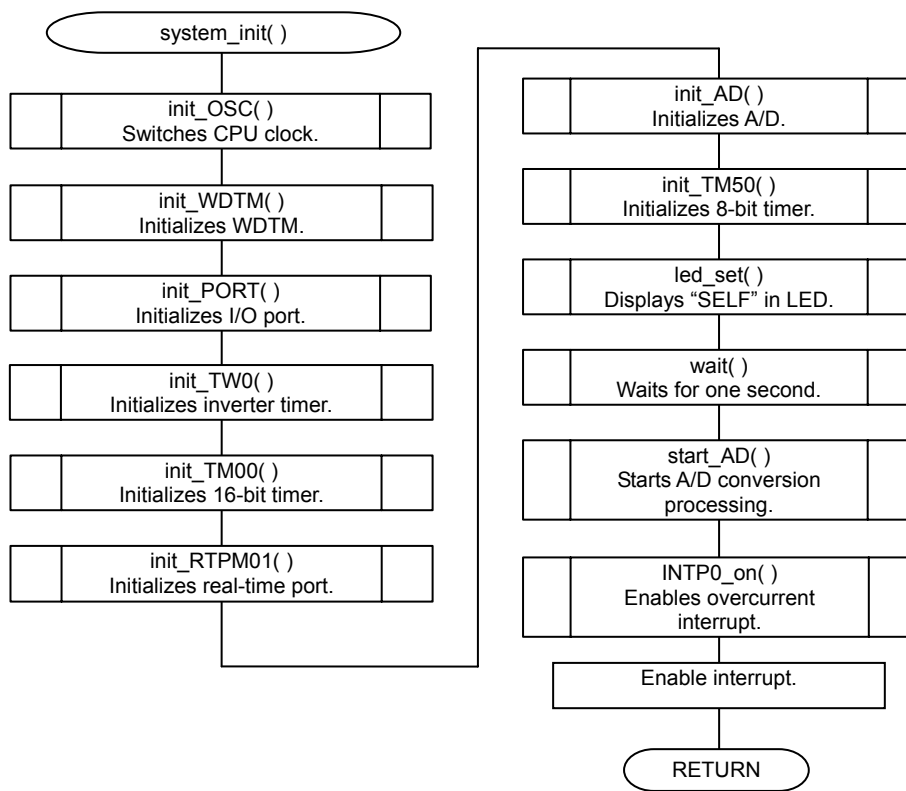 system_init( )
init_OSC( )
Switches CPU clock.
init_WDTM( )
Initializes WDTM.
init_PORT( )
Initializes I/O port.
init_TW0( )
Initializes inverter timer.
init_TM00( )
Initializes 16-bit timer.
init_RTPM01( )
Initializes real-time port.
init_AD( )
Initializes A/D.
init_TM50( )
Initializes 8-bit timer.
led_set( )
Displays “SELF” in LED.
wait( )
Waits for one second.
start_AD( )
Starts A/D conversion
processing.
INTP0_on( )
Enables overcurrent
interrupt.
Enable interrupt.
RETURN